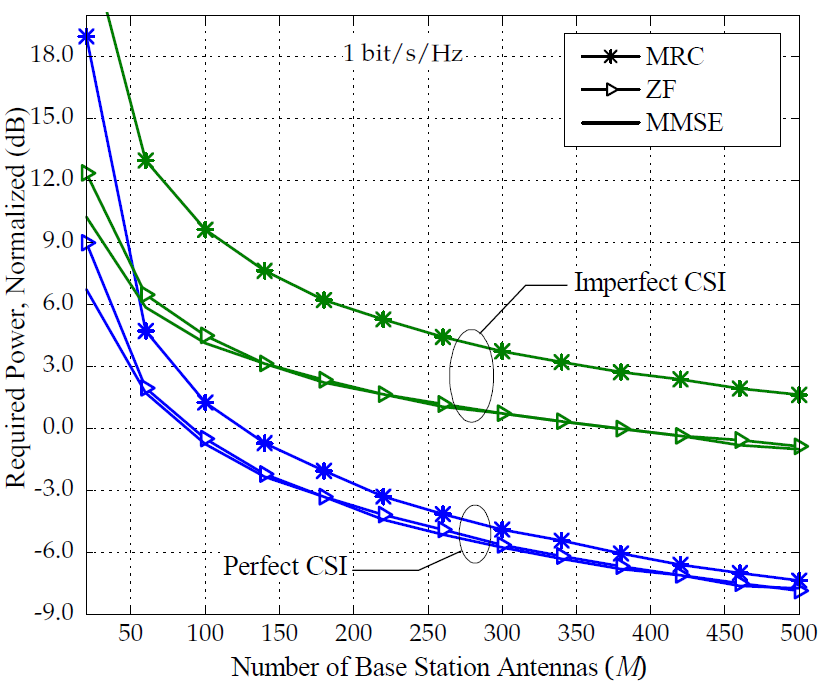 1 bit/s/Hz
MRC
ZF
MMSE
18.0
15.0
12.0
9.0
6.0
3.0
0.0
-3.0
-6.0
-9.0
Required Power, Normalized (dB)
Imperfect CSI
Perfect CSI
50 100 150 200 250 300 350 400 450 500
Number of Base Station Antennas (M)